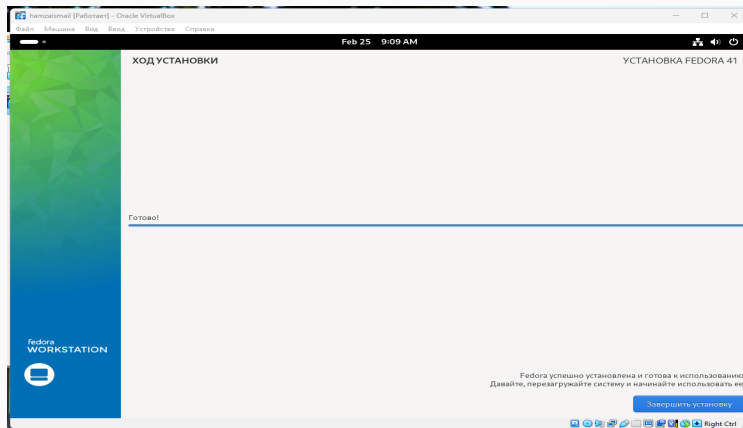 hamzaismail [Работает] - Oracle VirtualBox
Файл Машина Вид Ввод Устройства Справка
Feb 25 9:09 AM
ХОД УСТАНОВКИ
УСТАНОВКА FEDORA 41
Готово!
fedora
WORKSTATION
Fedora успешно установлена и готова к использованию
Давайте, перезагружайте систему и начинайте использовать ее
Завершить установку
Right Ctrl